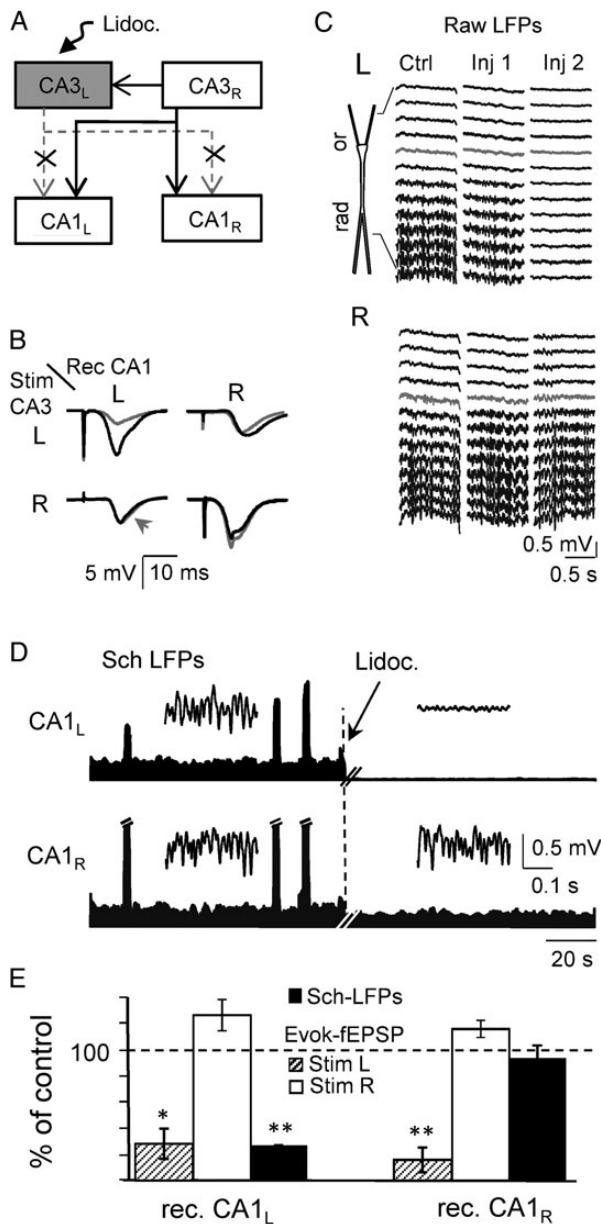 A
Lidoc.
CA3L
CA3R
CA1L
CA1R
B
Rec CA1
Stim
L
R
CA3
L
R
5 mV
10 ms
C
Raw LFPs
L
Ctrl
Inj 1
Inj 2
or
rad
R
0.5 mV
0.5 s
D
Sch LFPs
Lidoc.
CA1L
CA1R
0.5 mV
0.1 s
20 s
E
% of control
100
Sch-LFPs
Evok-fEPSP
Stim L
Stim R
*
**
**
rec. CA1L
rec. CA1R